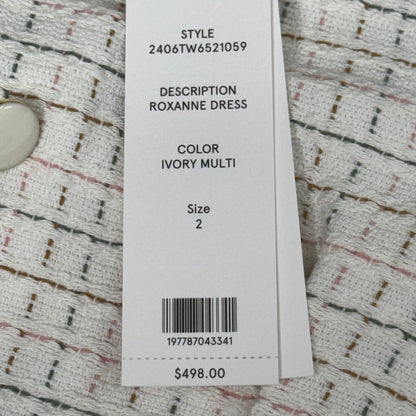 STYLE
2406TW6521059
DESCRIPTION
ROXANNE DRESS
COLOR
IVORY MULTI
Size
2
197787043341
$498.00